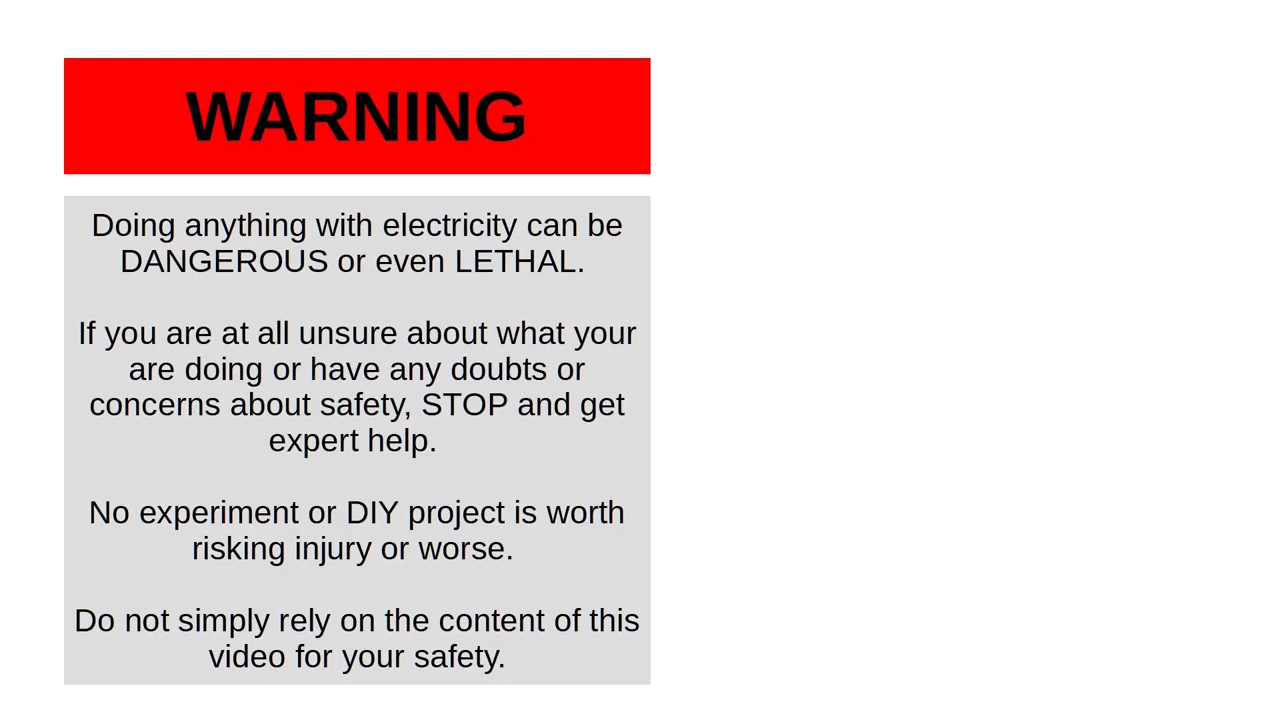 WARNING
Doing anything with electricity can be
DANGEROUS or even LETHAL.
If you are at all unsure about what your
are doing or have any doubts or
concerns about safety, STOP and get
expert help.
No experiment or DIY project is worth
risking injury or worse.
Do not simply rely on the content of this
video for your safety.